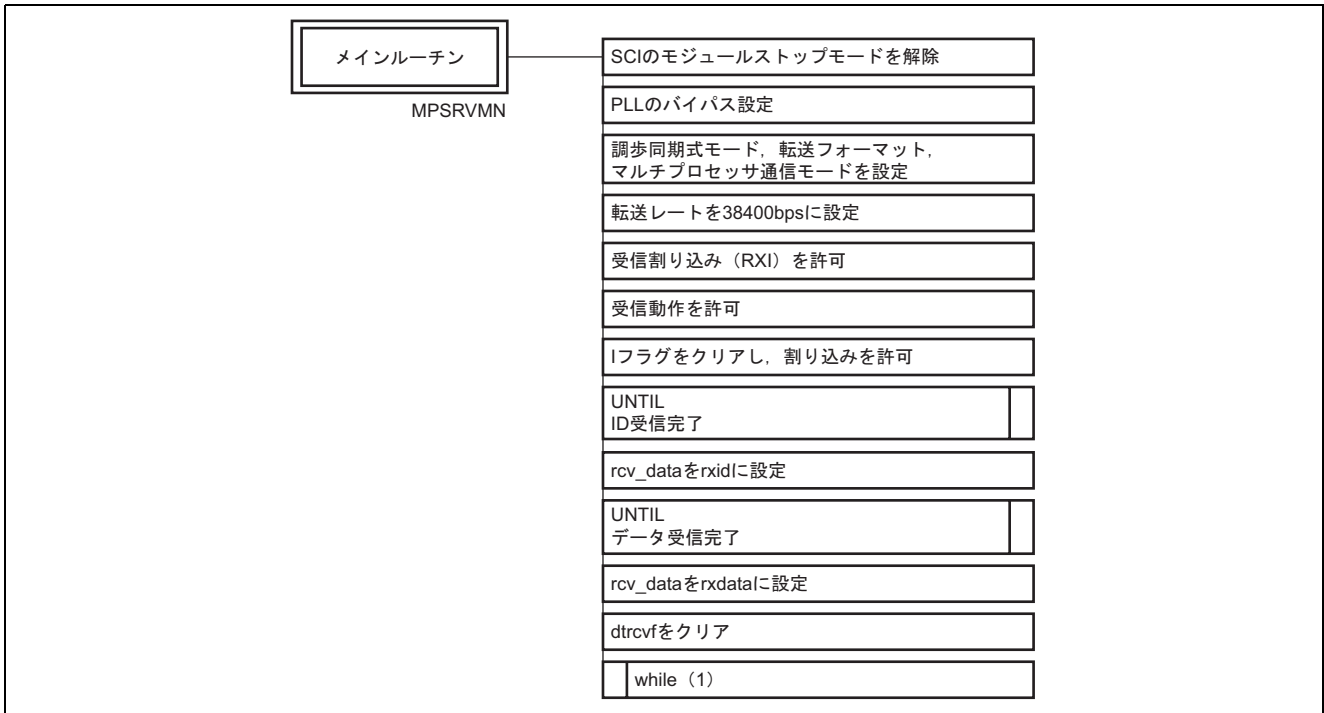 メインルーチン
MPSRVMN
SCIのモジュールストップモードを解除
PLLのバイパス設定
調歩同期式モード，転送フォーマット，
マルチプロセッサ通信モードを設定
転送レートを38400bpsに設定
受信割り込み（RXI）を許可
受信動作を許可
Iフラグをクリアし，割り込みを許可
UNTIL
ID受信完了
rcv_dataをrxidに設定
UNTIL
データ受信完了
rcv_dataをrxdataに設定
dtrcvfをクリア
while（1）